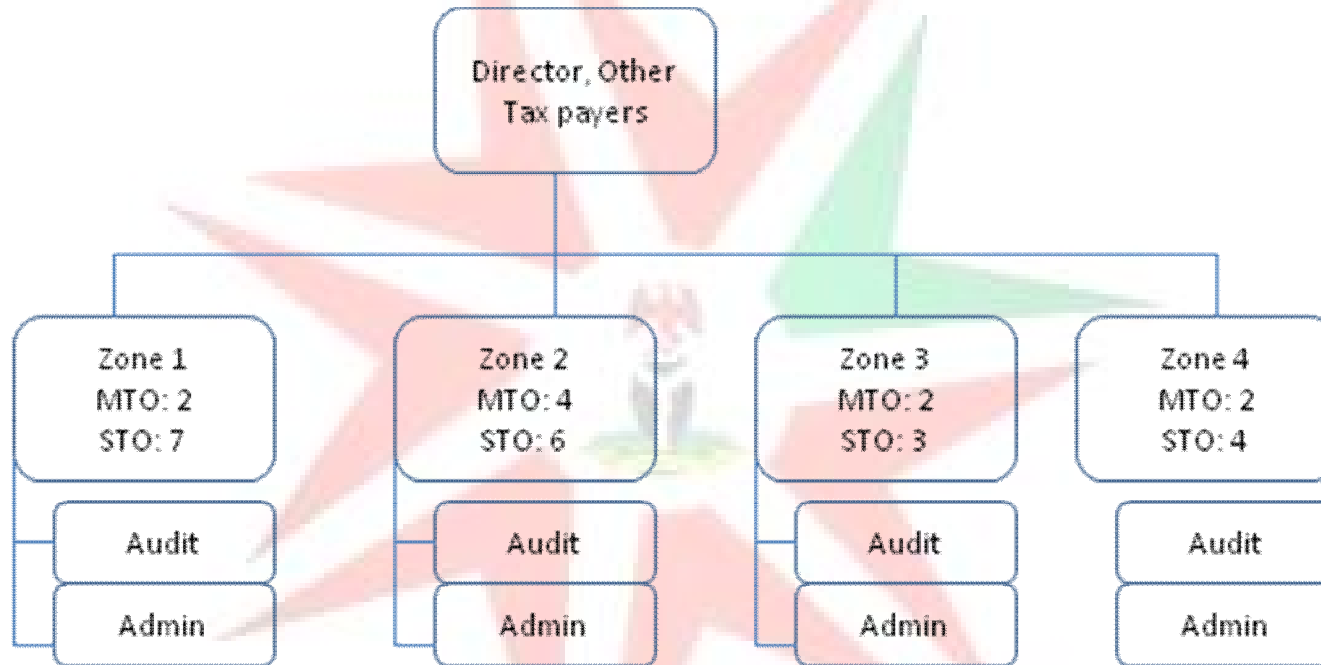 Director, Other
Tax payers
Zone 1
MTO: 2
STO: 7
Zone 2
MTO: 4
STO: 6
Zone 3
MTO: 2
STO: 3
Zone 4
MTO: 2
STO: 4
Audit
Audit
Audit
Audit
Admin
Admin
Admin
Admin